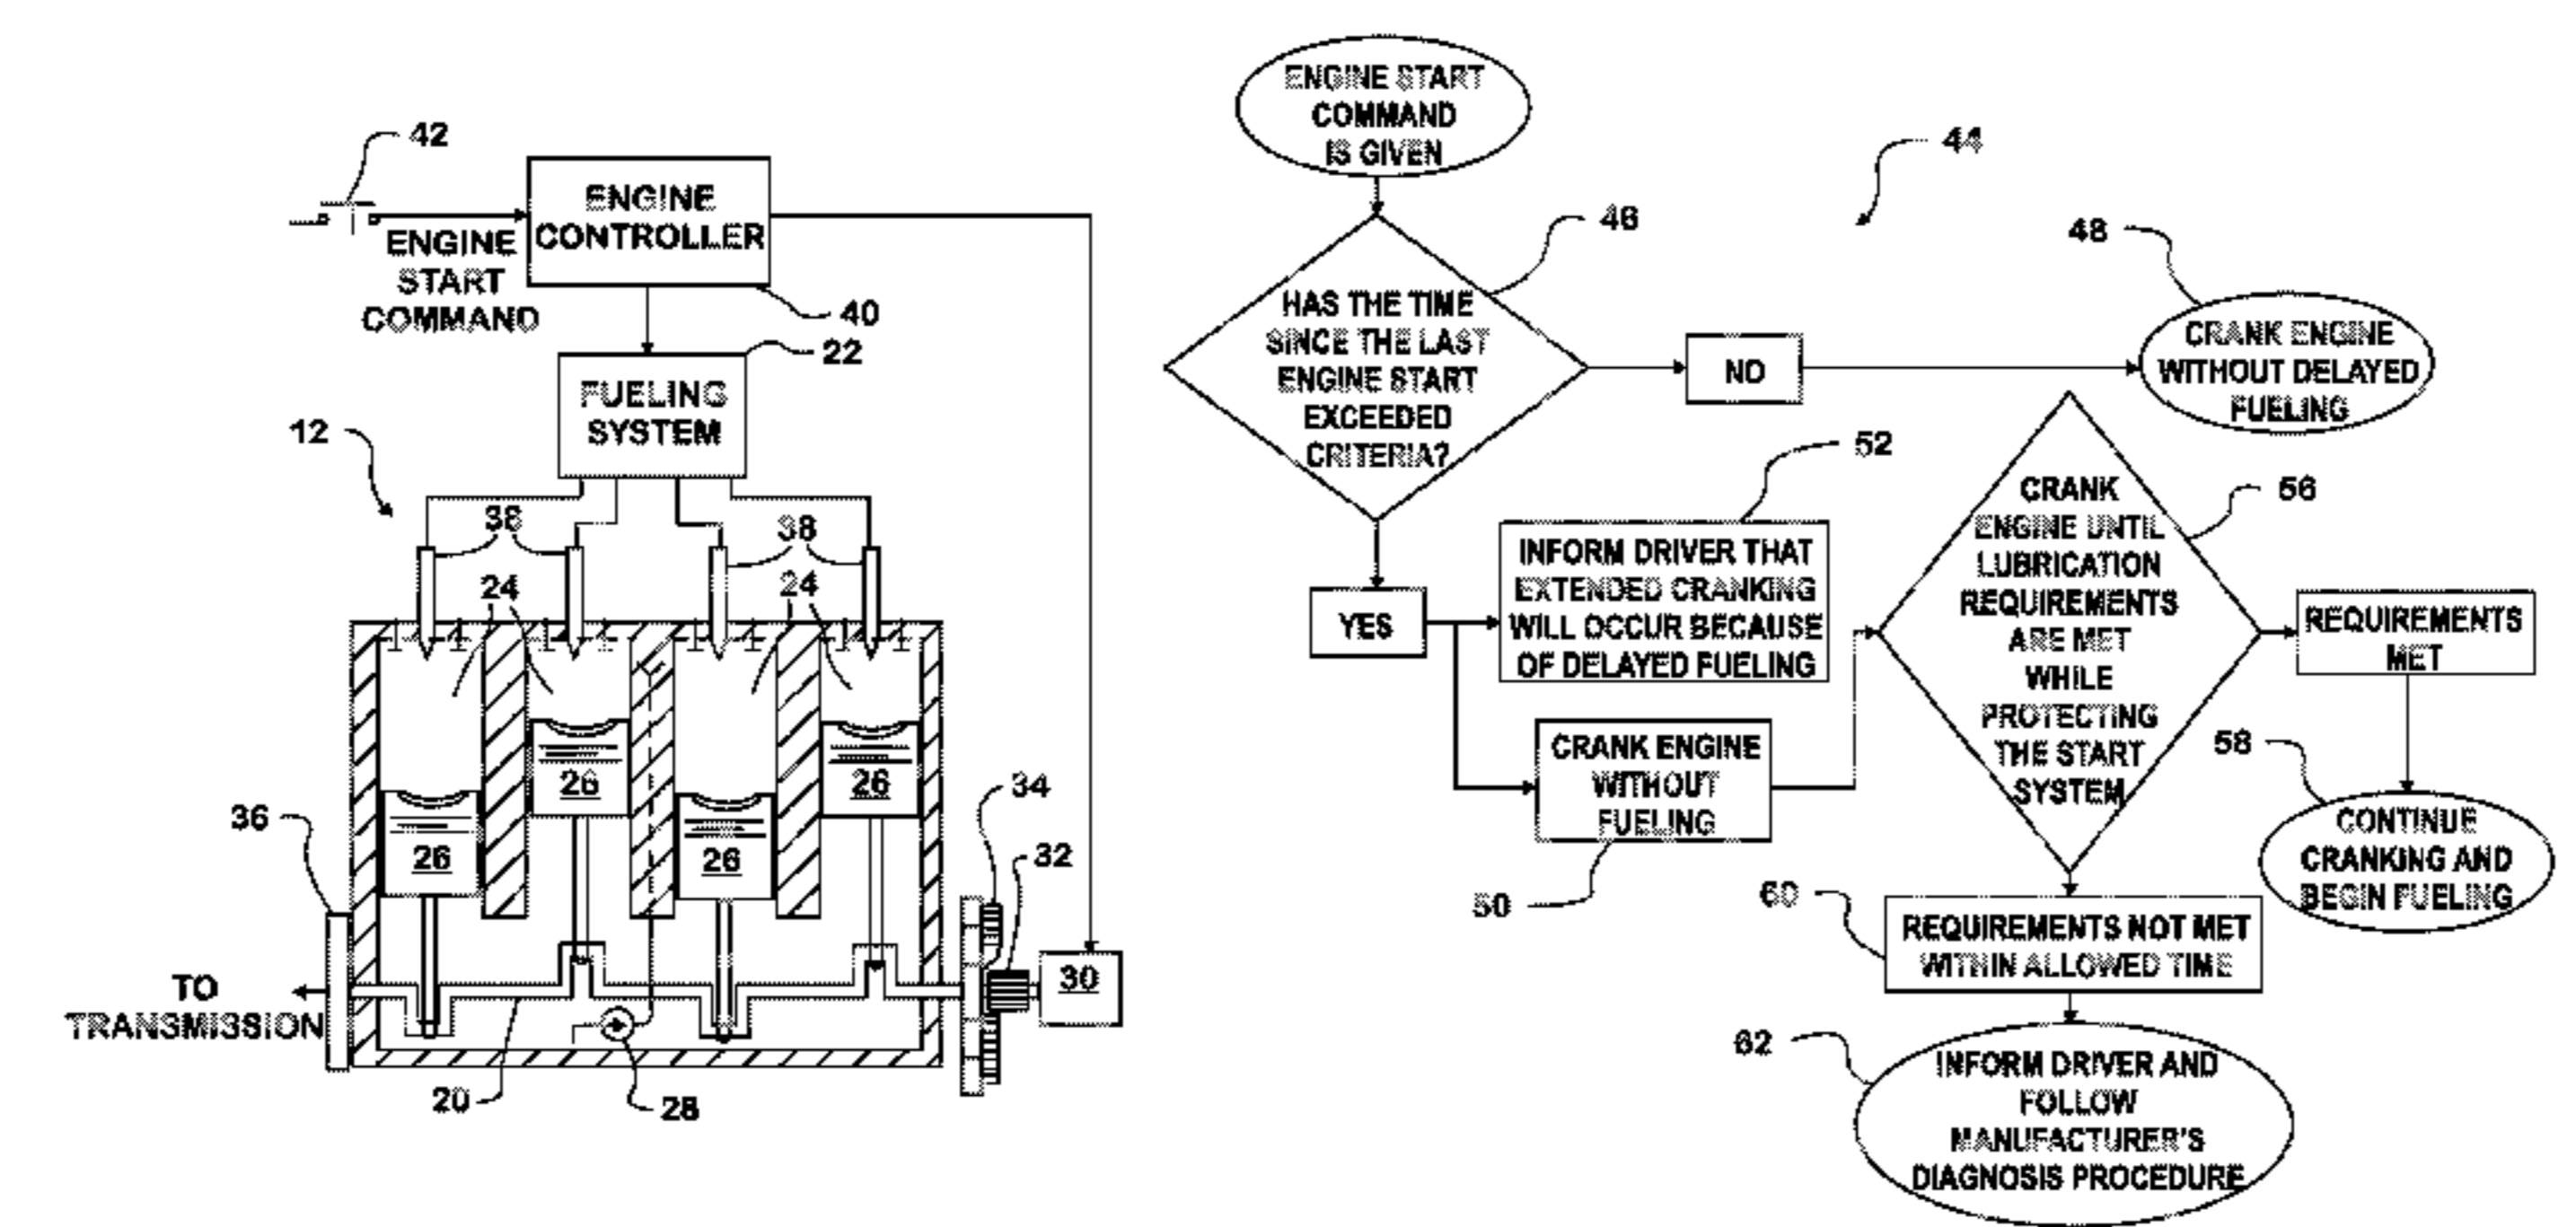 42
ENGINE
CONTROLLER
ENGINE
START
COMMAND
40
22
FUELING
SYSTEM
12
38
38
24
24
26
26
26
26
36
34
32
30
TO
TRANSMISSION
20
28
ENGINE START
COMMAND
IS GIVEN
44
46
HAS THE TIME
SINCE THE LAST
ENGINE START
EXCEEDED
CRITERIA?
NO
48
CRANK ENGINE
WITHOUT DELAYED
FUELING
YES
52
INFORM DRIVER THAT
EXTENDED CRANKING
WILL OCCUR BECAUSE
OF DELAYED FUELING
CRANK ENGINE
WITHOUT
FUELING
50
56
CRANK
ENGINE UNTIL
LUBRICATION
REQUIREMENTS
ARE MET
WHILE
PROTECTING
THE START
SYSTEM
REQUIREMENTS
MET
58
CONTINUE
CRANKING AND
BEGIN FUELING
60
REQUIREMENTS NOT MET
WITHIN ALLOWED TIME
62
INFORM DRIVER AND
FOLLOW
MANUFACTURER'S
DIAGNOSIS PROCEDURE